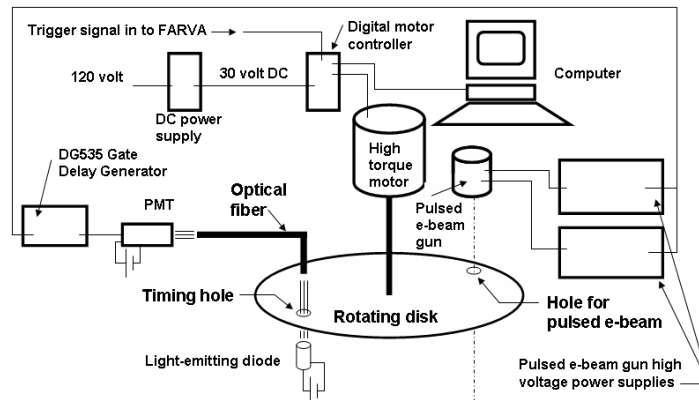 Trigger signal in to FARVA
Digital motor
controller
120 volt
30 volt DC
Computer
DC power
supply
DG535 Gate
Delay Generator
High
torque
motor
PMT
Optical
fiber
Pulsed
e-beam
gun
Timing hole
Rotating disk
Hole for
pulsed e-beam
Light-emitting diode
Pulsed e-beam gun high
voltage power supplies